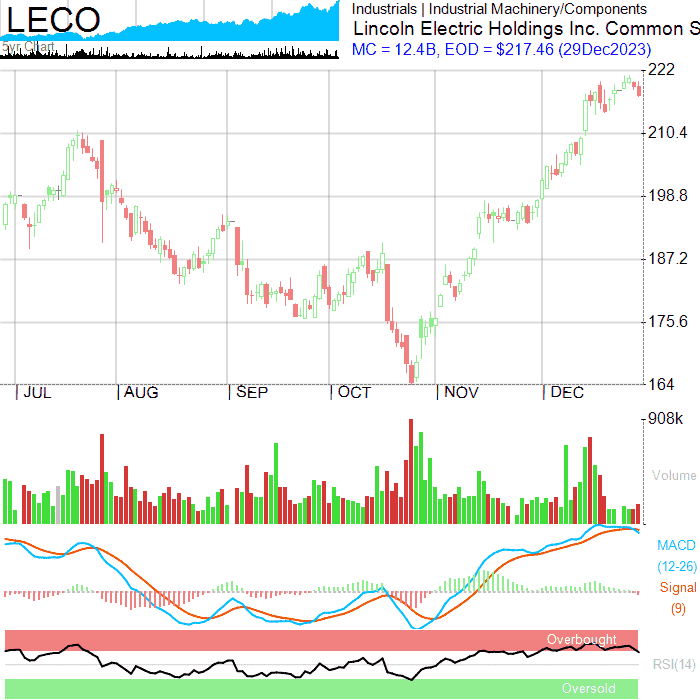 LECO
5yr Chart
Industrials | Industrial Machinery/Components
Lincoln Electric Holdings Inc. Common S
MC = 12.4B, EOD = $217.46 (29Dec2023)
222
210.4
198.8
187.2
175.6
164
JUL AUG SEP OCT NOV DEC
908k
Volume
MACD
(12-26)
Signal
(9)
Overbought
RSI(14)
Oversold